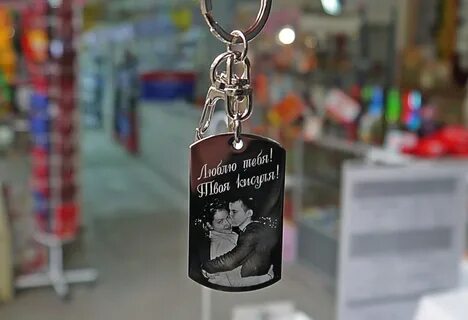 Люблю тебя!
Твоя кисуля!